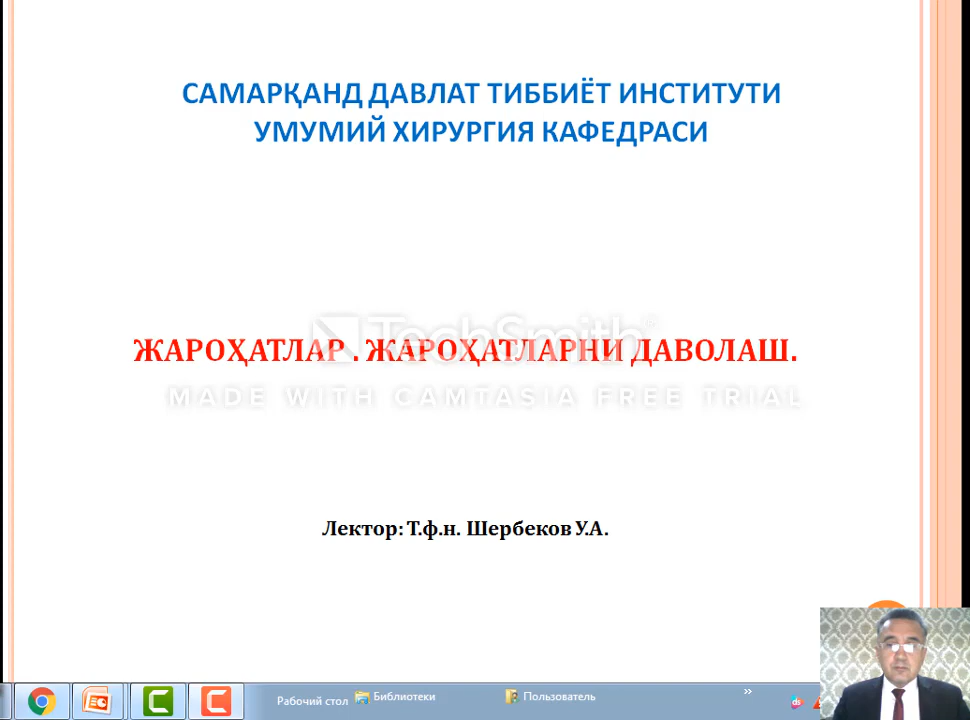 САМАРҚАНД ДАВЛАТ ТИББИЁТ ИНСТИТУТИ
УМУМИЙ ХИРУРГИЯ КАФЕДРАСИ
TechSmith
ЖАРОҲАТЛАР . ЖАРОҲАТЛАРНИ ДАВОЛАШ.
MADE WITH CAMTASIA FREE TRIAL
Лектор: Т.ф.н. Шербеков У.А.
Рабочий стол Библиотеки Пользователь »
ds